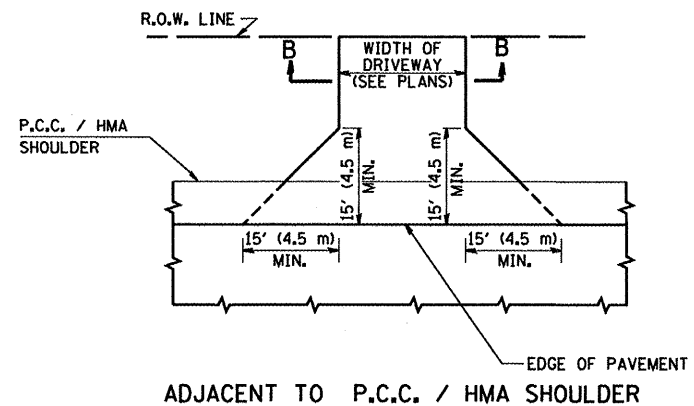 R.O.W. LINE
B
WIDTH OF
DRIVEWAY
(SEE PLANS)
B
P.C.C. / HMA
SHOULDER
15' (4.5 m)
MIN.
15' (4.5 m)
MIN.
15' (4.5 m)
MIN.
15' (4.5 m)
MIN.
EDGE OF PAVEMENT
ADJACENT TO P.C.C. / HMA SHOULDER